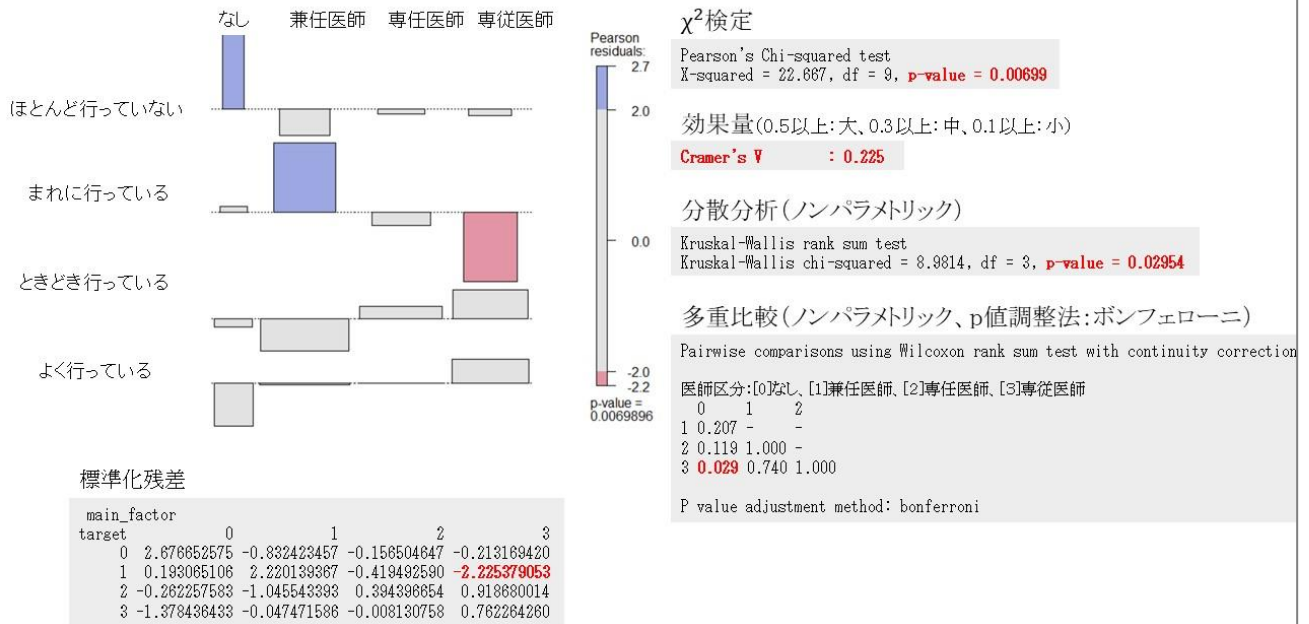 なし 兼任医師 専任医師 専従医師
ほとんど行っていない
まれに行っている
ときどき行っている
よく行っている
Pearson
residuals:
2.7
2.0
0.0
-2.0
-2.2
p-value =
0.0069896
標準化残差
main_factor
target 0 1 2 3
0 2.676652575 -0.832423457 -0.156504647 -0.213169420
1 0.193065106 2.220139367 -0.419492590 -2.225379053
2 -0.262257583 -1.045543393 0.394396654 0.918680014
3 -1.378436433 -0.047471586 -0.008130758 0.762264260
χ²検定
Pearson's Chi-squared test
X-squared = 22.667, df = 9, p-value = 0.00699
効果量(0.5以上:大、0.3以上:中、0.1以上:小)
Cramer's V : 0.225
分散分析(ノンパラメトリック)
Kruskal-Wallis rank sum test
Kruskal-Wallis chi-squared = 8.9814, df = 3, p-value = 0.02954
多重比較(ノンパラメトリック、p値調整法:ボンフェローニ)
Pairwise comparisons using Wilcoxon rank sum test with continuity correction
医師区分:[0]なし、[1]兼任医師、[2]専任医師、[3]専従医師
0 1 2
1 0.207 - -
2 0.119 1.000 -
3 0.029 0.740 1.000
P value adjustment method: bonferroni